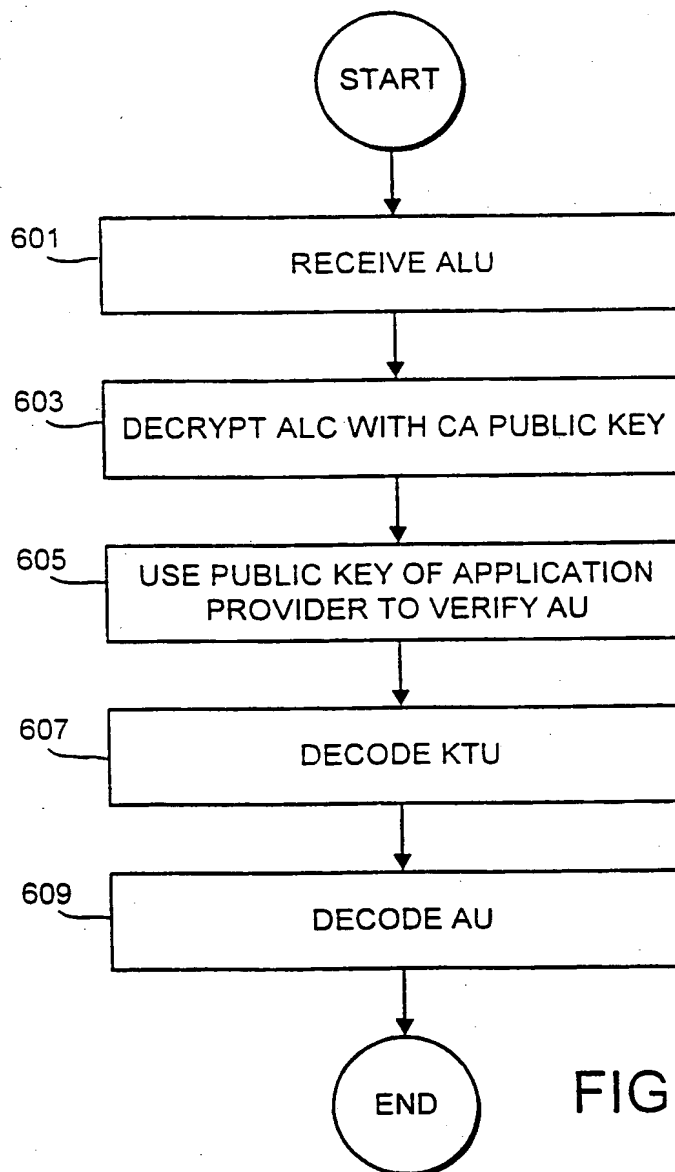 START
601
RECEIVE ALU
603
DECRYPT ALC WITH CA PUBLIC KEY
605
USE PUBLIC KEY OF APPLICATION
PROVIDER TO VERIFY AU
607
DECODE KTU
609
DECODE AU
END
FIG